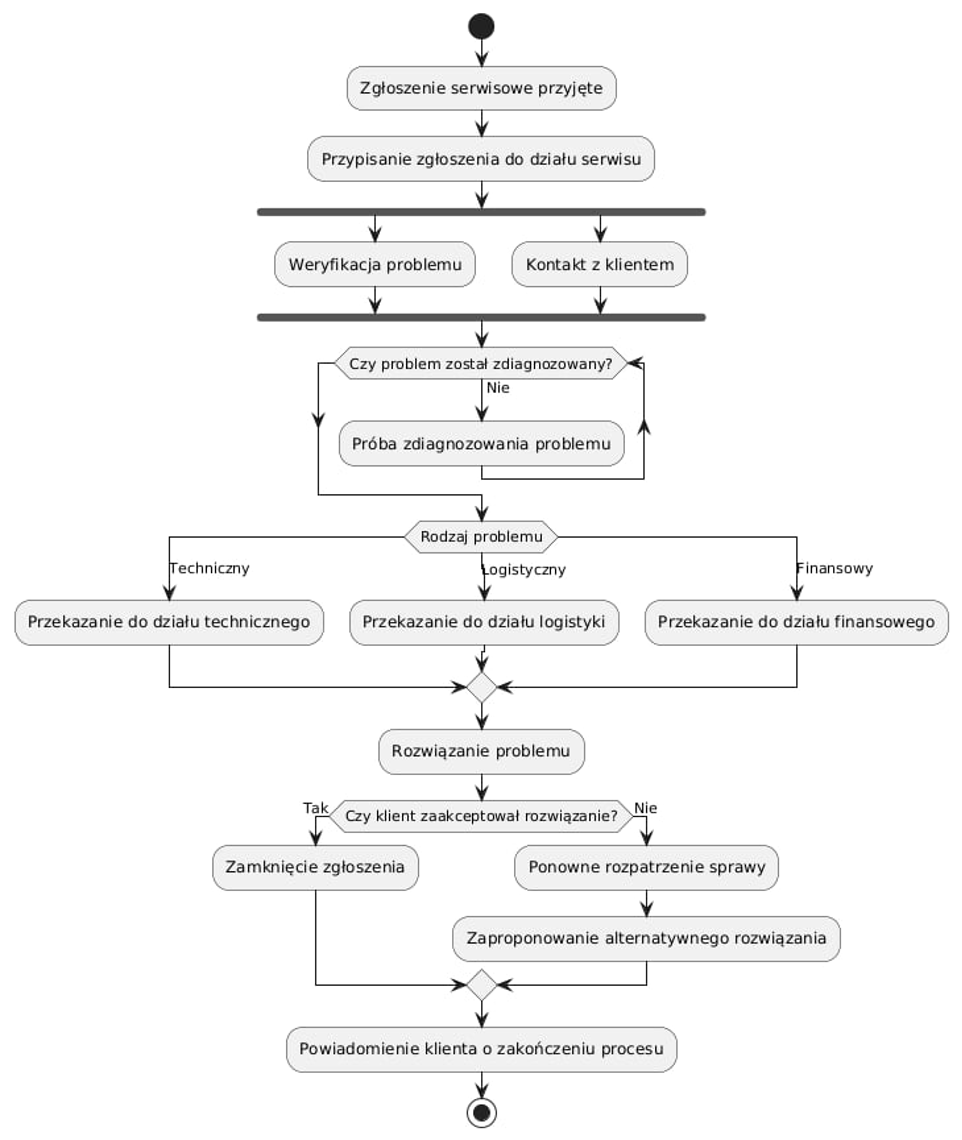 Zgłoszenie serwisowe przyjęte
Przypisanie zgłoszenia do działu serwisu
Weryfikacja problemu
Kontakt z klientem
Czy problem został zdiagnozowany?
Nie
Próba zdiagnozowania problemu
Rodzaj problemu
Techniczny
Logistyczny
Finansowy
Przekazanie do działu technicznego
Przekazanie do działu logistyki
Przekazanie do działu finansowego
Rozwiązanie problemu
Tak
Czy klient zaakceptował rozwiązanie?
Nie
Zamknięcie zgłoszenia
Ponowne rozpatrzenie sprawy
Zaproponowanie alternatywnego rozwiązania
Powiadomienie klienta o zakończeniu procesu